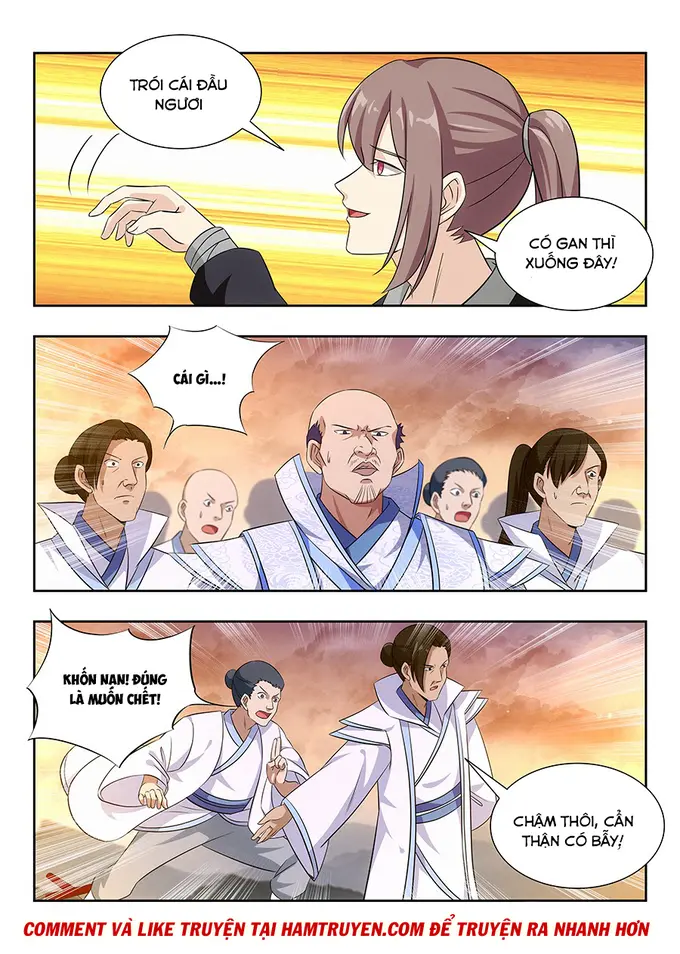 TRÓI CÁI ĐẦU
NGƯƠI
CÓ GAN THÌ
XUỐNG ĐÂY!
CÁI GÌ...!
KHỐN NẠN! ĐÚNG
LÀ MUỐN CHẾT!
CHẬM THÔI, CẨN
THẬN CÓ BẪY!
COMMENT VÀ LIKE TRUYỆN TẠI HAMTRUYEN.COM ĐỂ TRUYỆN RA NHANH HƠN